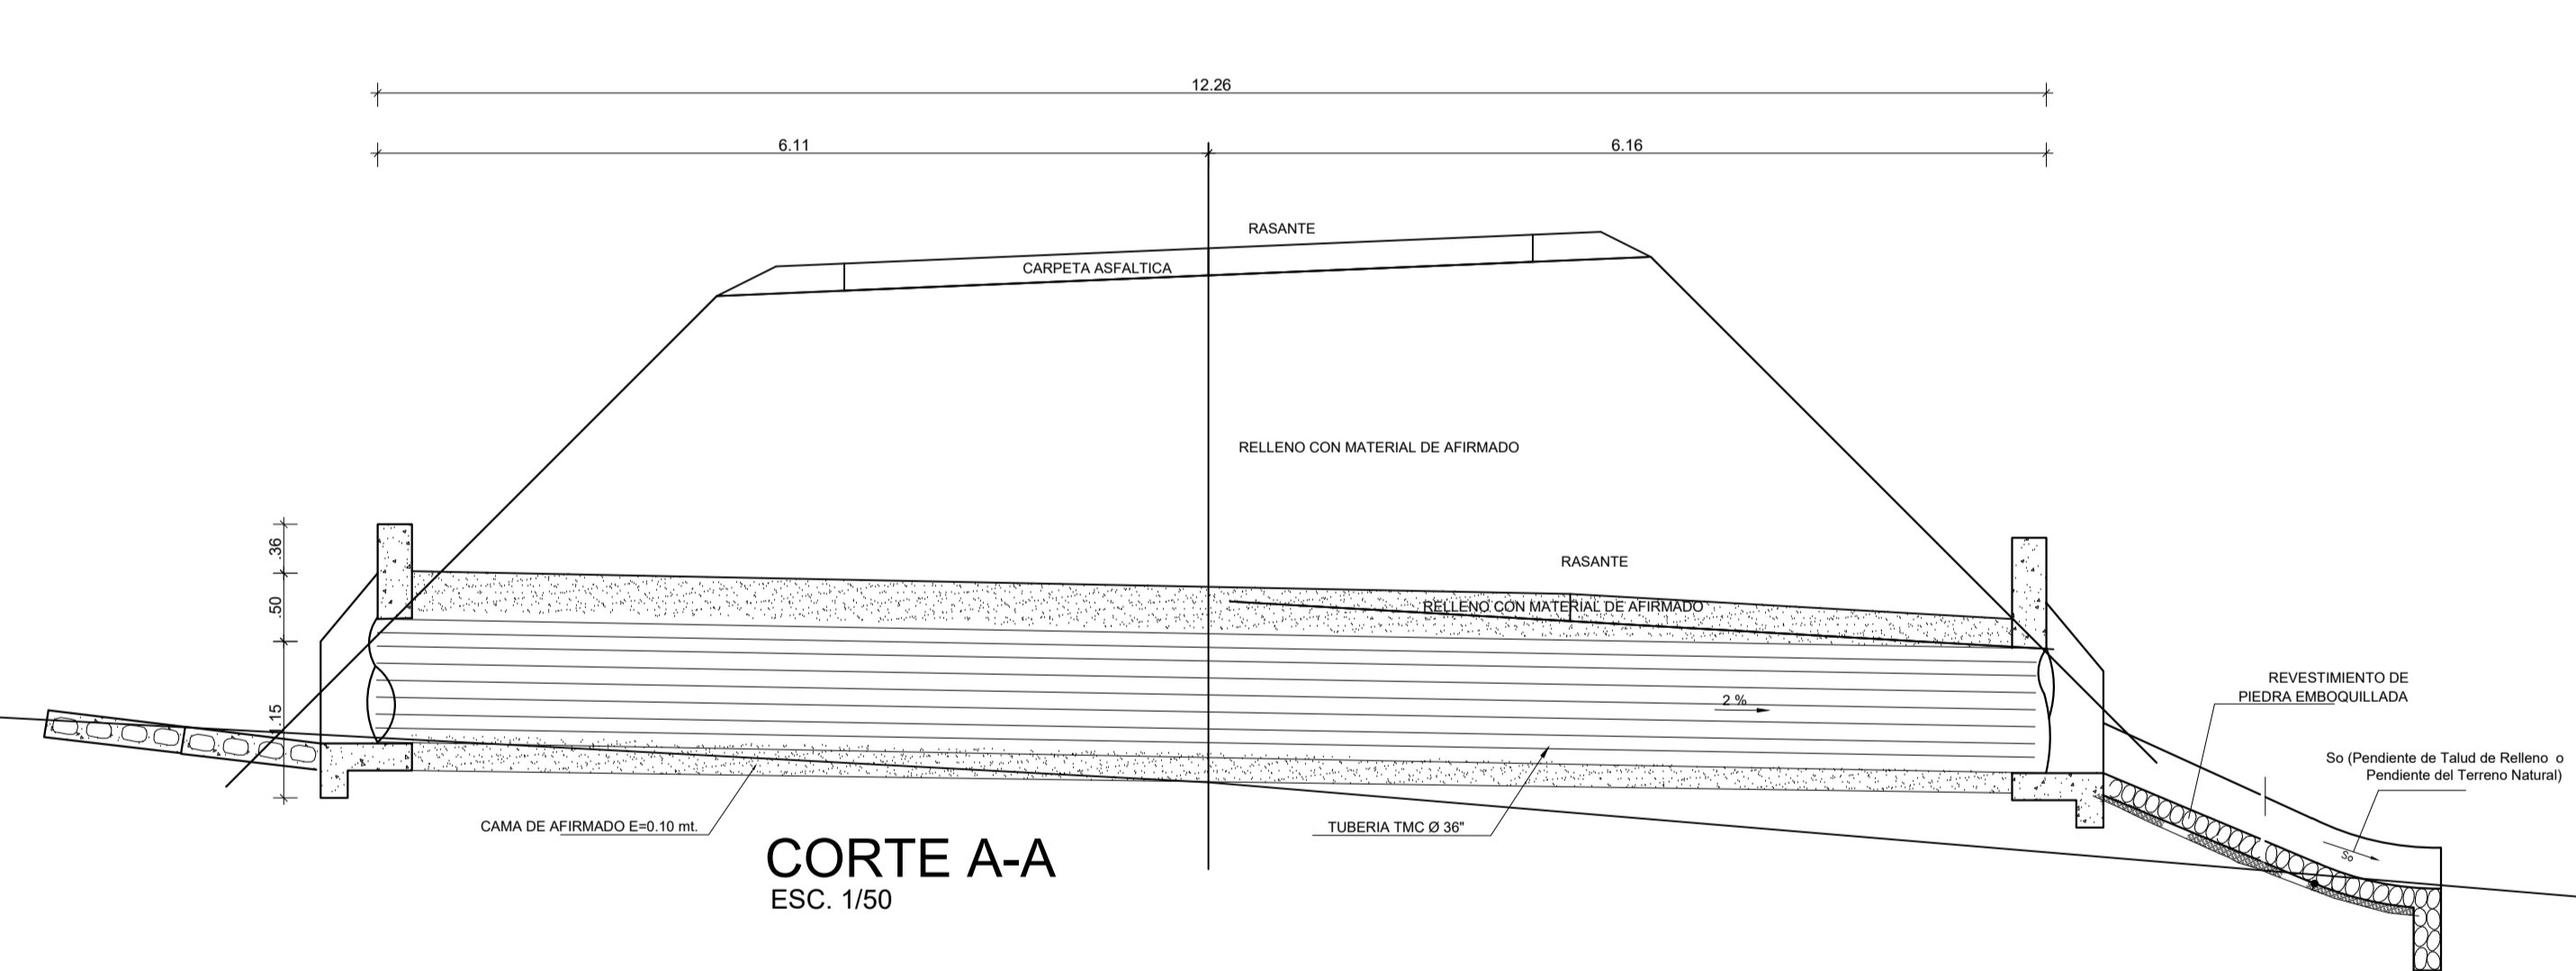 12.26
6.11
6.16
RASANTE
CARPETA ASFALTICA
RELLENO CON MATERIAL DE AFIRMADO
.36
RASANTE
.50
RELLENO CON MATERIAL DE AFIRMADO
REVESTIMIENTO DE
PIEDRA EMBOQUILLADA
2 %
1.15
So (Pendiente de Talud de Relleno o
Pendiente del Terreno Natural)
CAMA DE AFIRMADO E=0.10 mt.
TUBERIA TMC Ø 36"
So
CORTE A-A
ESC. 1/50